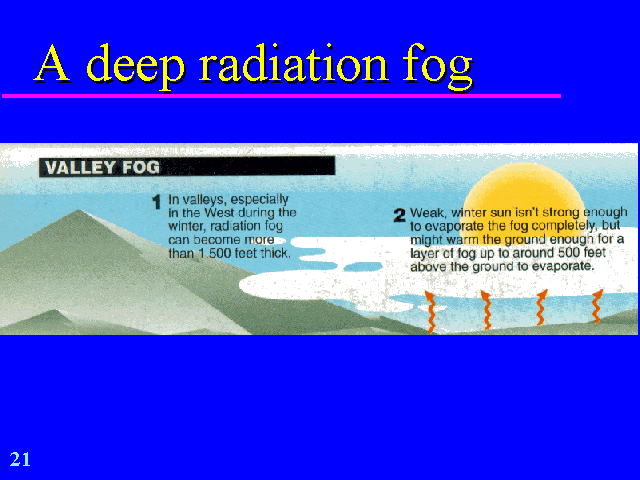 A deep radiation fog
VALLEY FOG
1 In valleys, especially
in the West during the
winter, radiation fog
can become more
than 1,500 feet thick.
2 Weak, winter sun isn't strong enough
to evaporate the fog completely, but
might warm the ground enough for a
layer of fog up to around 500 feet
above the ground to evaporate.
21